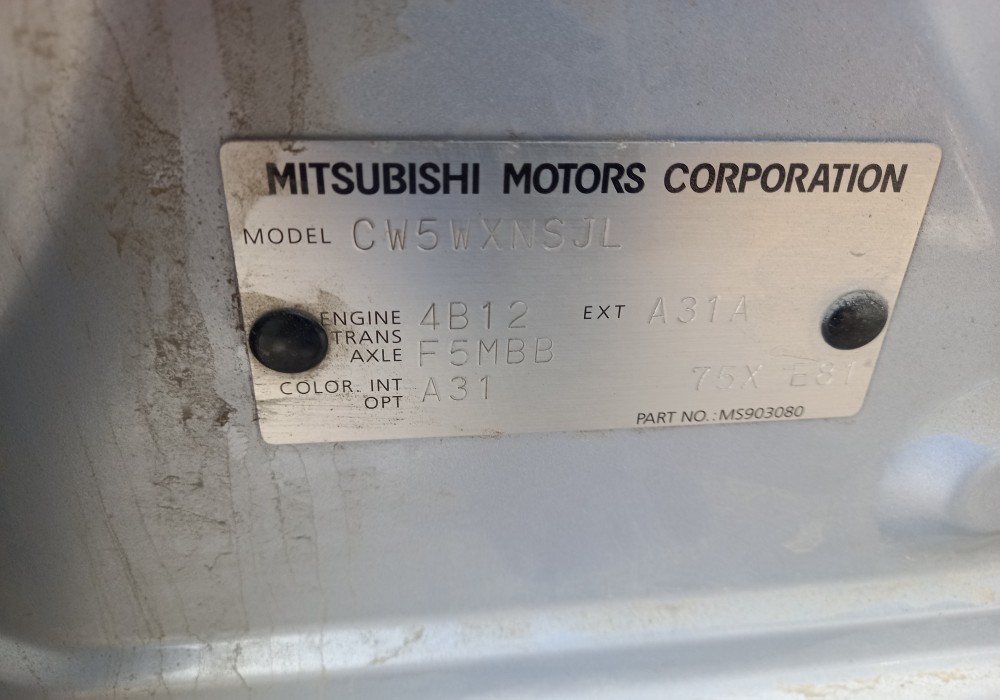 MITSUBISHI MOTORS CORPORATION
MODEL CW5WXNSJL
ENGINE 4B12 EXT A31A
TRANS
AXLE F5MBB
COLOR. INT A31 75X E81
OPT
PART NO.: MS903080